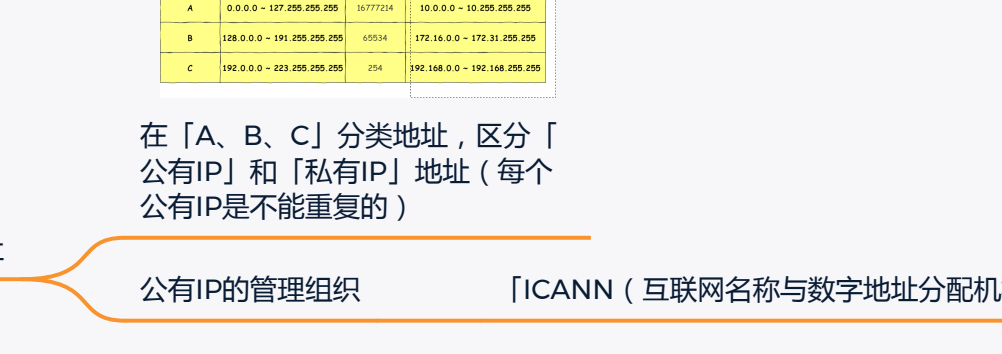 A 0.0.0.0 ~ 127.255.255.255 16777214 10.0.0.0 ~ 10.255.255.255
B 128.0.0.0 ~ 191.255.255.255 65534 172.16.0.0 ~ 172.31.255.255
C 192.0.0.0 ~ 223.255.255.255 254 192.168.0.0 ~ 192.168.255.255
在「A、B、C」分类地址，区分「
公有IP」和「私有IP」地址（每个
公有IP是不能重复的）
公有IP的管理组织 「ICANN（互联网名称与数字地址分配机